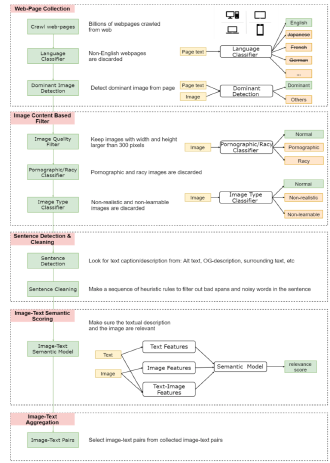 Web-Page Collection
Crawl web-pages
Billions of webpages crawled
from web
Language
Classifier
Non-English webpages
are discarded
Page text
Language
Classifier
English
Japanese
French
German
...
Dominant Image
Detection
Detect dominant image from page
Page text
Image
Dominant
Detection
Dominant
Others
Image Content Based
Filter
Image Quality
Filter
Keep images with width and height
larger than 300 pixels
Image
Pornographic/Racy
Classifier
Normal
Pornographic
Racy
Pornographic/Racy
Classifier
Pornographic and racy images are discarded
Image Type
Classifier
Non-realistic and non-learnable
images are discarded
Image
Image Type
Classifier
Normal
Non-realistic
Non-learnable
Sentence Detection &
Cleaning
Sentence
Detection
Look for text caption/description from: Alt text, OG-description, surrounding text, etc
Sentence Cleaning
Make a sequence of heuristic rules to filter out bad spans and noisy words in the sentence
Image-Text Semantic
Scoring
Make sure the textual description
and the image are relevant
Image-Text
Semantic Model
Text
Image
Text Features
Image Features
Text-Image
Features
Semantic Model
relevance
score
Image-Text
Aggregation
Image-Text Pairs
Select image-text pairs from collected image-text pairs